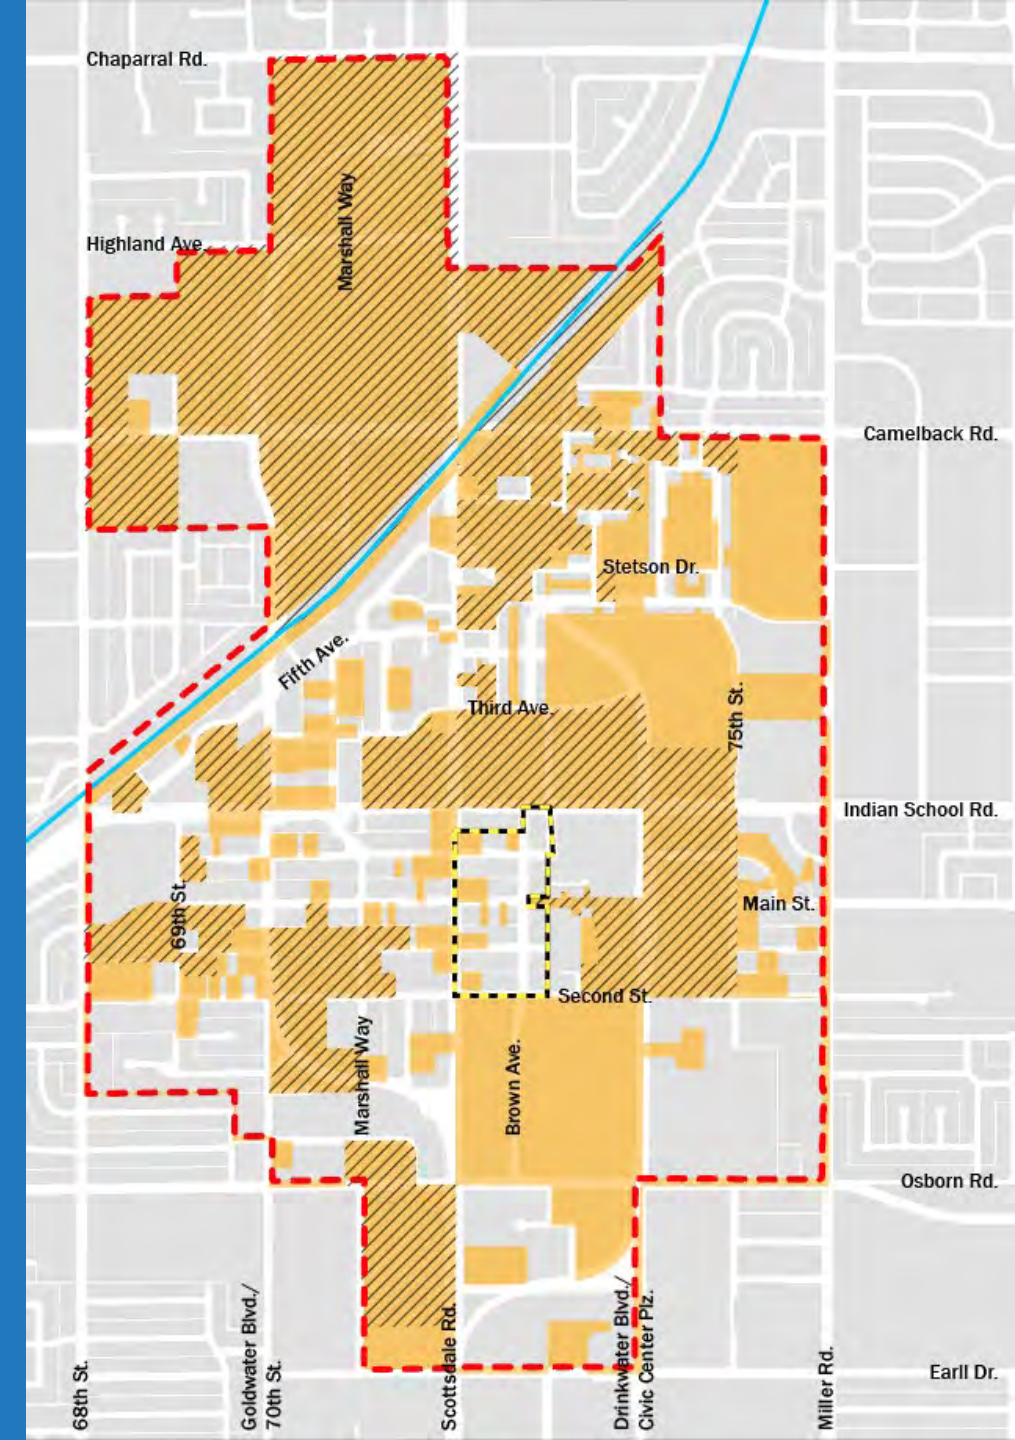 Chaparral Rd.
Marshall Way
Highland Ave.
Camelback Rd.
Stetson Dr.
Fifth Ave.
Third Ave.
75th St.
Indian School Rd.
69th St.
Main St.
Second St.
Marshall Way
Brown Ave.
Osborn Rd.
68th St.
Goldwater Blvd./
70th St.
Scottsdale Rd.
Drinkwater Blvd./
Civic Center Plz.
Miller Rd.
Earll Dr.